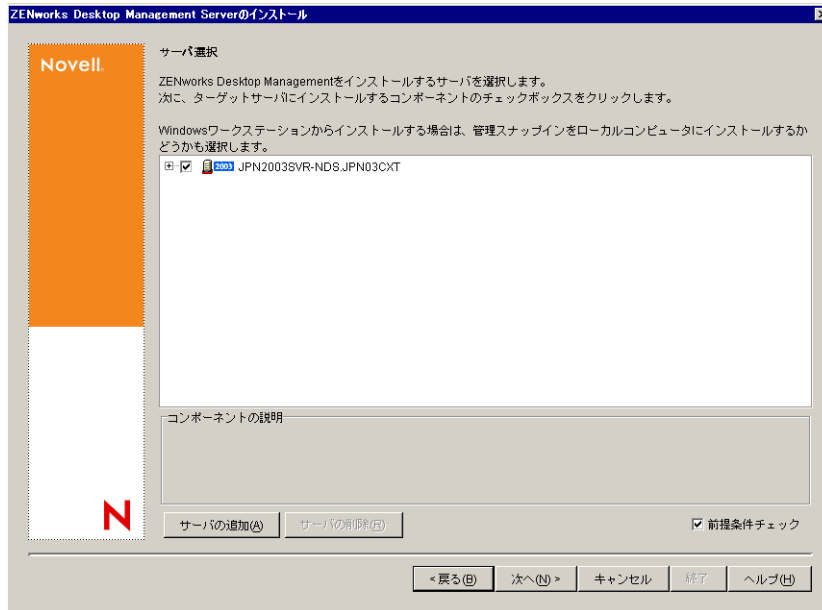 ZENworks Desktop Management Serverのインストール
Novell.
サーバ選択
ZENworks Desktop Managementをインストールするサーバを選択します。
次に、ターゲットサーバにインストールするコンポーネントのチェックボックスをクリックします。
Windowsワークステーションからインストールする場合は、管理スナップインをローカルコンピュータにインストールするか
どうかも選択します。
2003 JPN2003SVR-NDS.JPN03CXT
コンポーネントの説明
N
サーバの追加(A) サーバの削除(R) 前提条件チェック
«戻る(B) 次へ(N)» キャンセル 終了 ヘルプ(H)